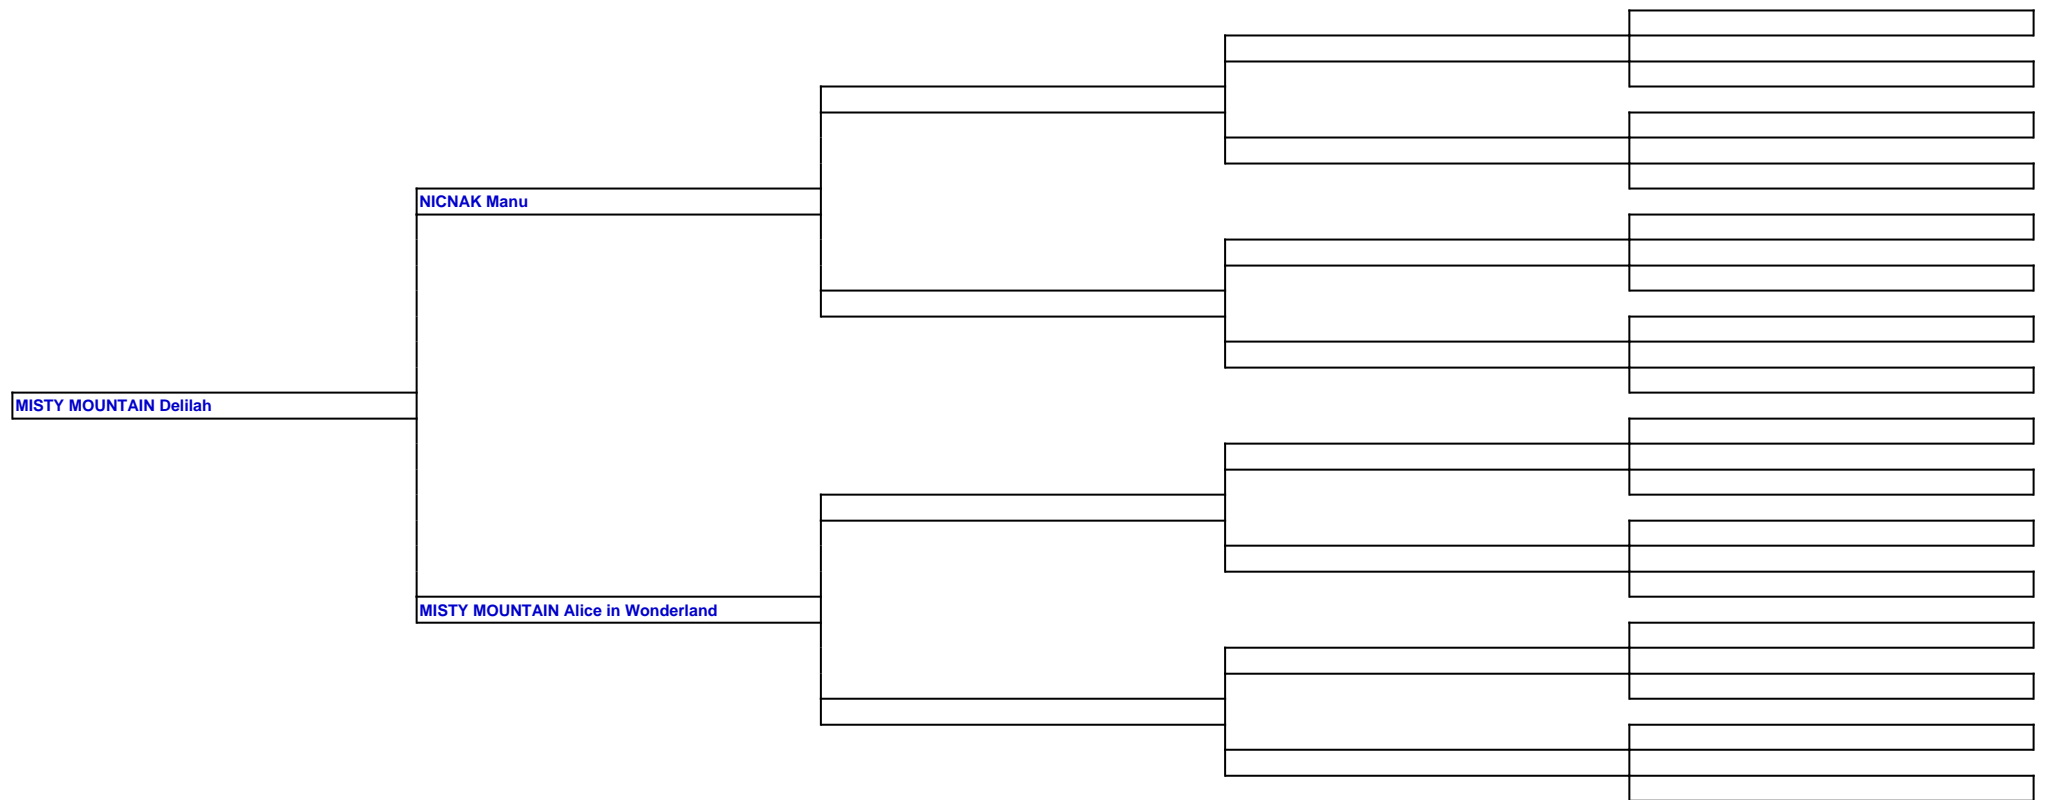 NICNAK Manu
MISTY MOUNTAIN Delilah
MISTY MOUNTAIN Alice in Wonderland